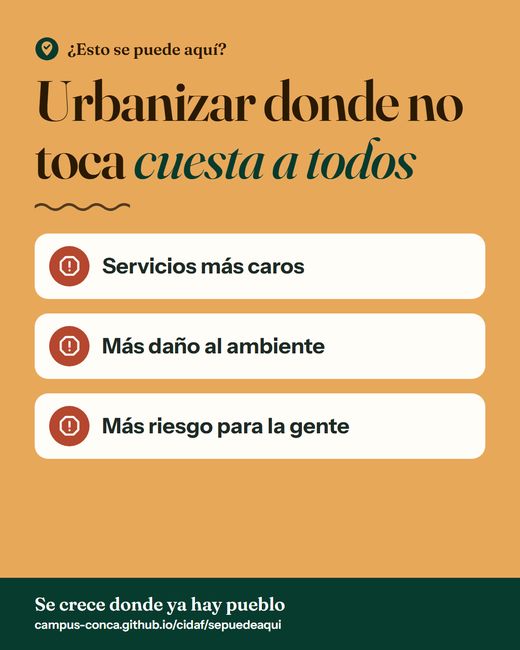 ¿Esto se puede aquí?
Urbanizar donde no
toca cuesta a todos
Servicios más caros
Más daño al ambiente
Más riesgo para la gente
Se crece donde ya hay pueblo
campus-conca.github.io/cidaf/sepuedeaqui